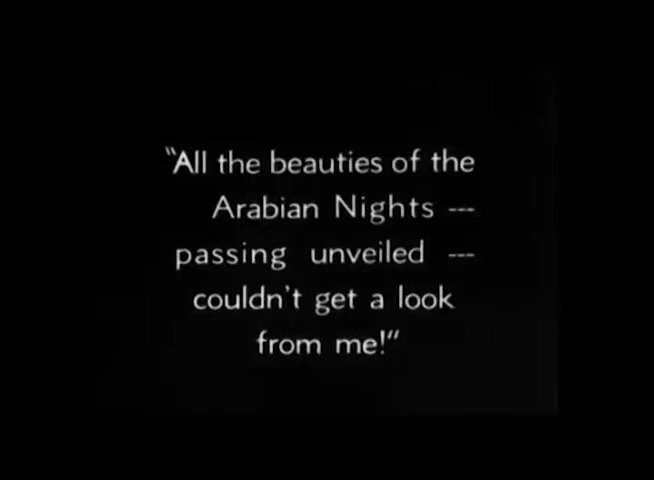 "All the beauties of the
Arabian Nights ---
passing unveiled ---
couldn't get a look
from me!"